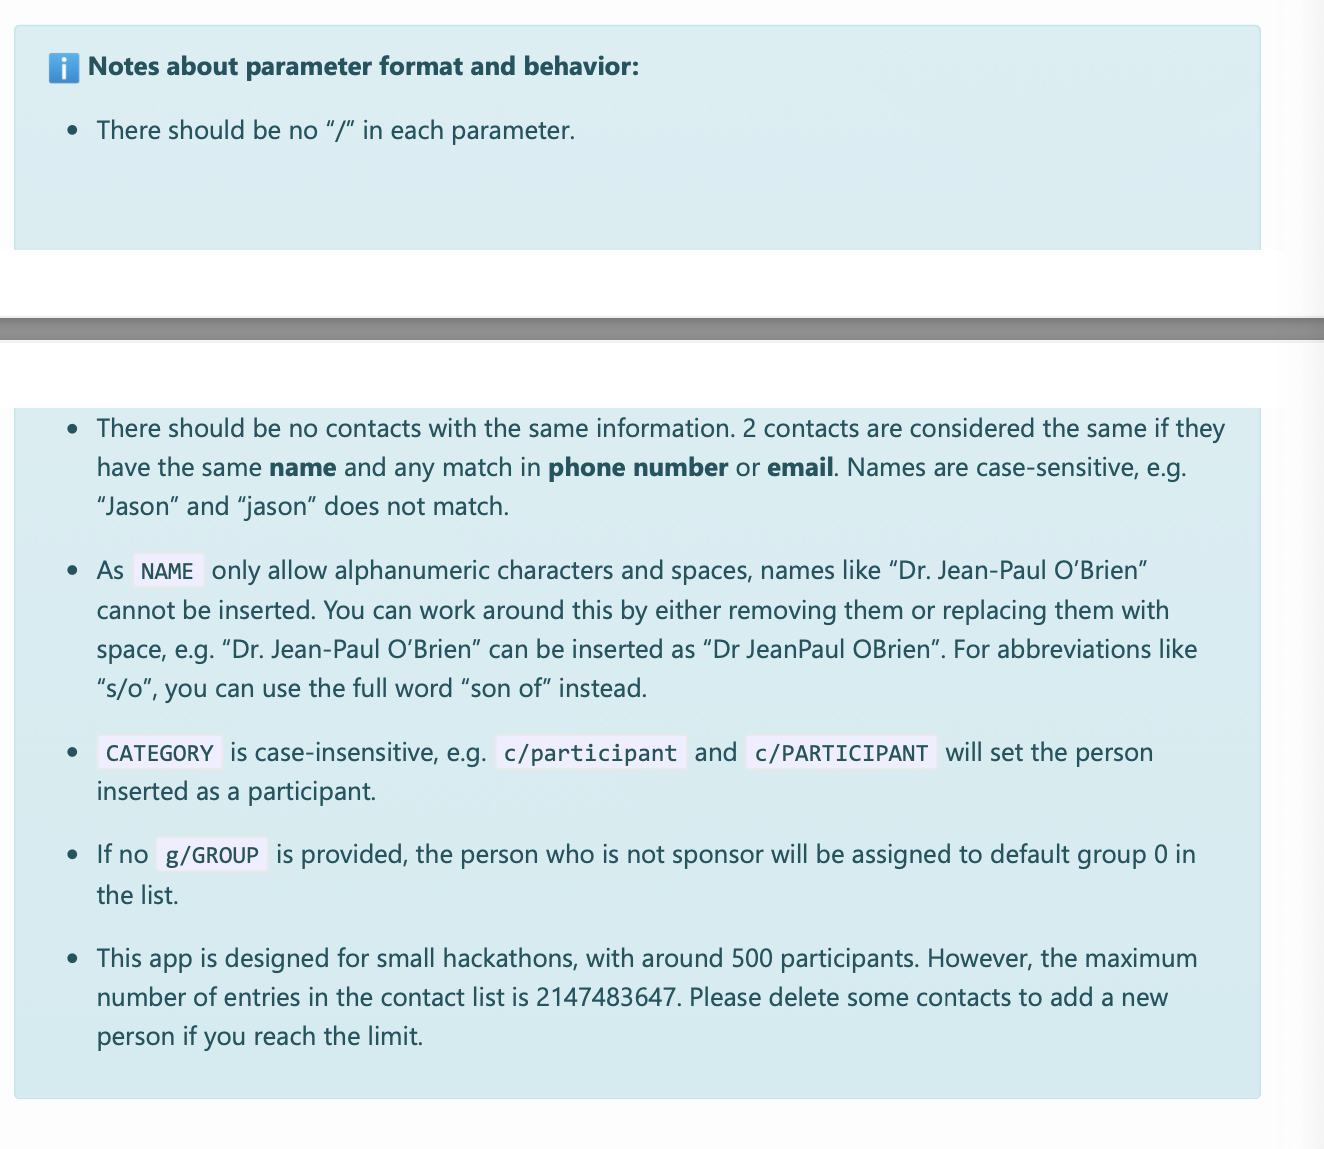 Notes about parameter format and behavior:
• There should be no “/” in each parameter.
• There should be no contacts with the same information. 2 contacts are considered the same if they
have the same name and any match in phone number or email. Names are case-sensitive, e.g.
“Jason” and “jason” does not match.
• As NAME only allow alphanumeric characters and spaces, names like “Dr. Jean-Paul O’Brien”
cannot be inserted. You can work around this by either removing them or replacing them with
space, e.g. “Dr. Jean-Paul O’Brien” can be inserted as “Dr JeanPaul OBrien”. For abbreviations like
“s/o”, you can use the full word “son of” instead.
• CATEGORY is case-insensitive, e.g. c/participant and c/PARTICIPANT will set the person
inserted as a participant.
• If no g/GROUP is provided, the person who is not sponsor will be assigned to default group 0 in
the list.
• This app is designed for small hackathons, with around 500 participants. However, the maximum
number of entries in the contact list is 2147483647. Please delete some contacts to add a new
person if you reach the limit.